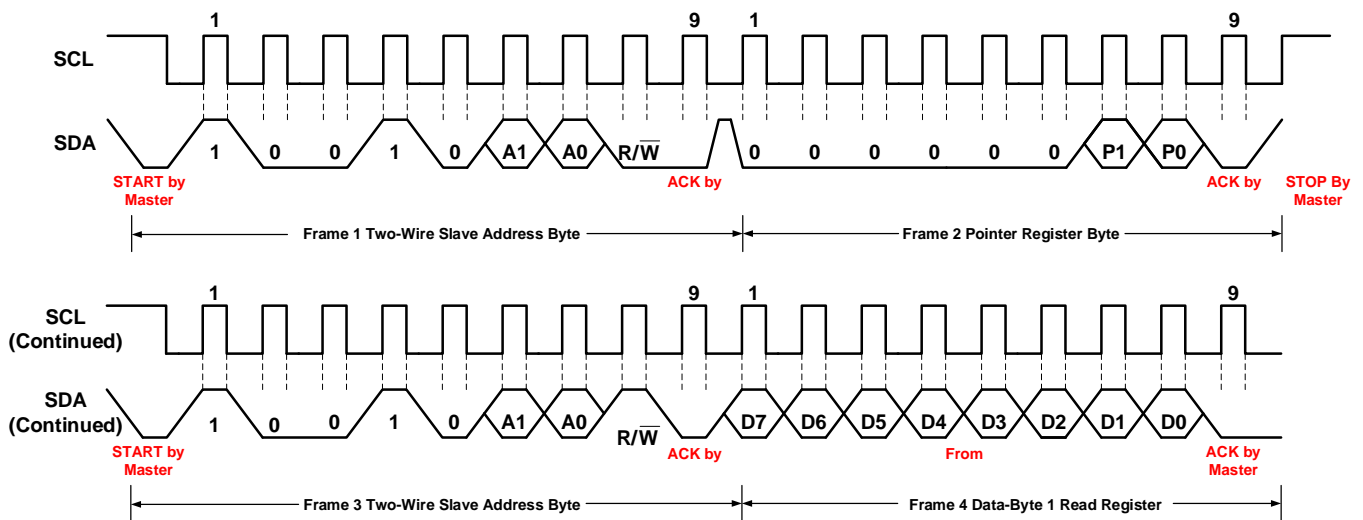 1 9 1 9
SCL
SDA
1 0 0 1 0 A1 A0 R/W̅ 0 0 0 0 0 0 P1 P0
START by
Master
ACK by
ACK by
STOP By
Master
Frame 1 Two-Wire Slave Address Byte
Frame 2 Pointer Register Byte
1 9 1 9
SCL
(Continued)
SDA
(Continued)
1 0 0 1 0 A1 A0 R/W̅ D7 D6 D5 D4 D3 D2 D1 D0
START by
Master
ACK by
From
ACK by
Master
Frame 3 Two-Wire Slave Address Byte
Frame 4 Data-Byte 1 Read Register